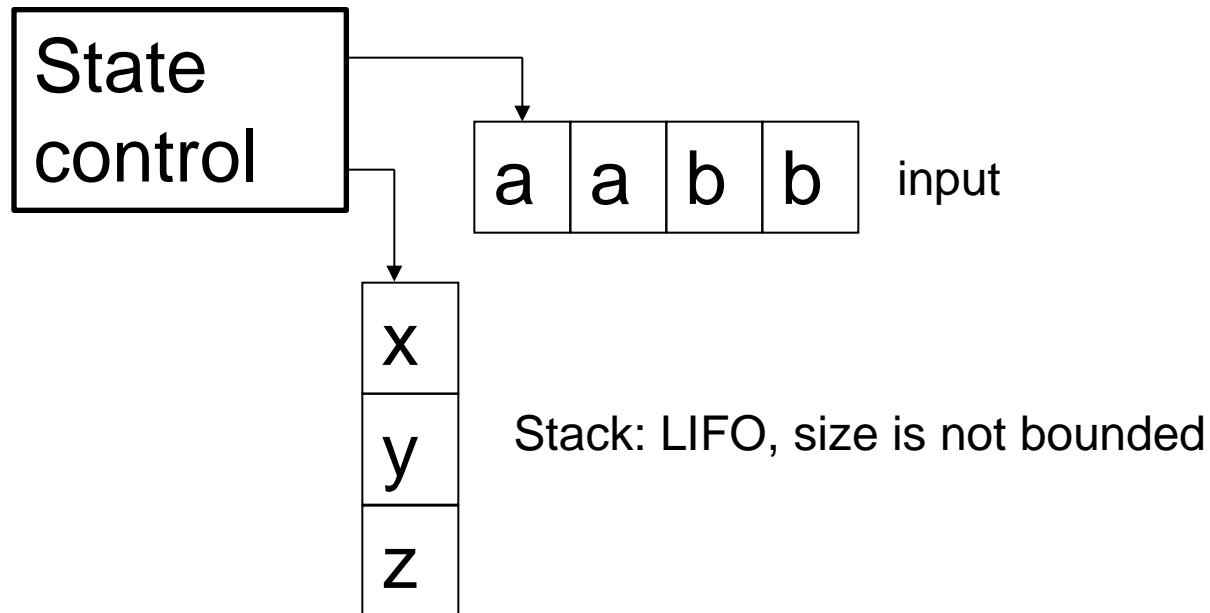 State
control
a a b b
input
x
y
z
Stack: LIFO, size is not bounded